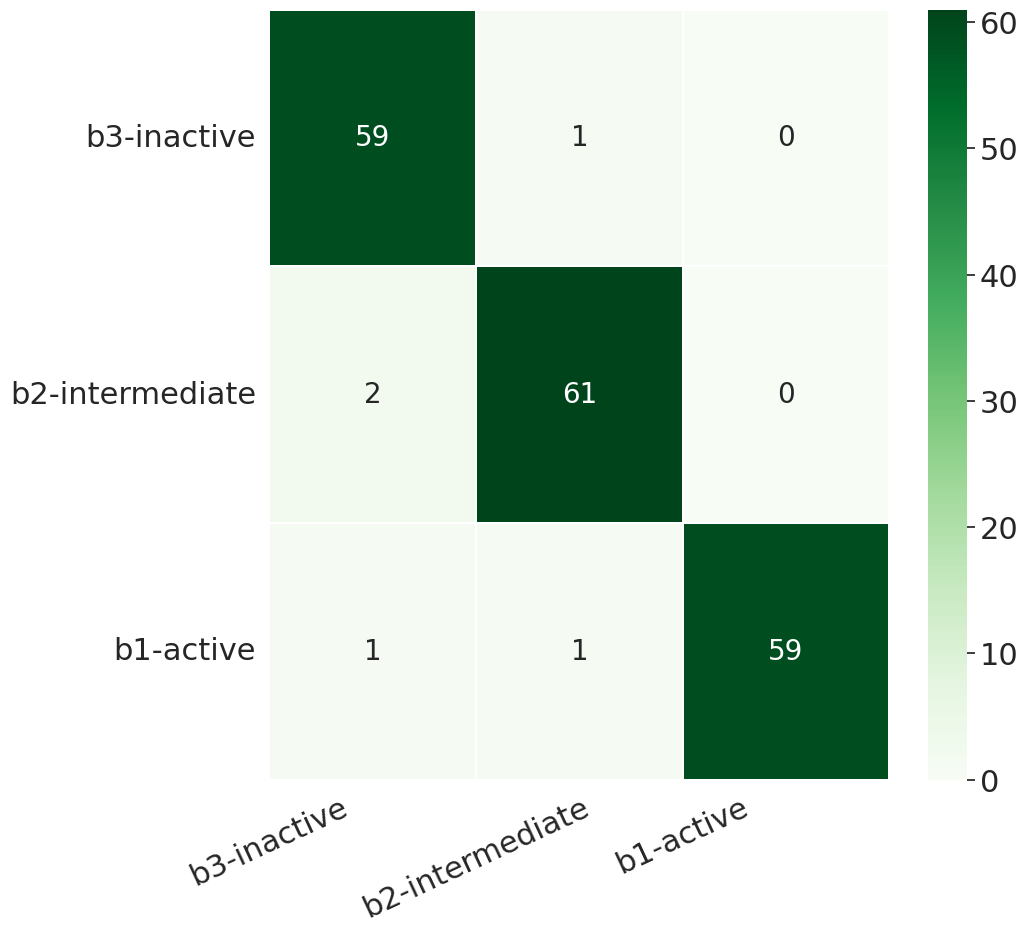 b3-inactive 59 1 0
b2-intermediate 2 61 0
b1-active 1 1 59
b3-inactive b2-intermediate b1-active
60
50
40
30
20
10
0